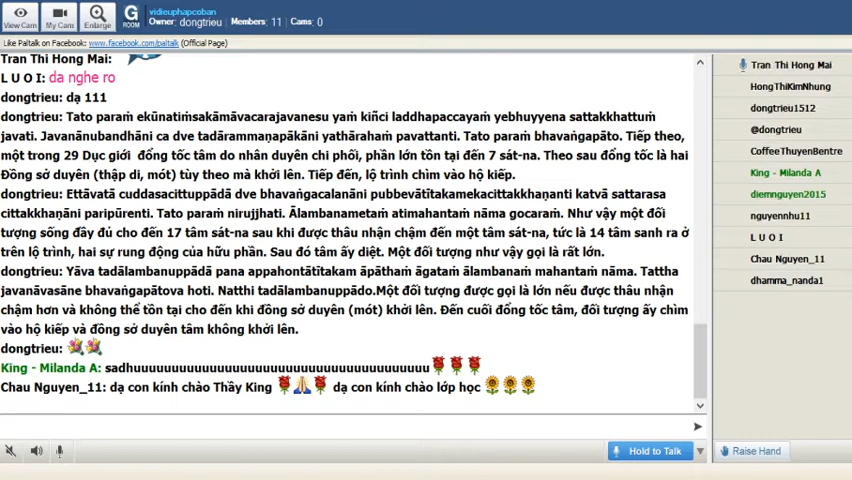 vidieuphapcoban
G ROOM
Owner: dongtrieu Members: 11 Cams: 0
View Cam My Cam Enlarge
Like Paltalk on Facebook: www.facebook.com/paltalk (Official Page)
Tran Thi Hong Mai:
L U O I: da nghe ro
dongtrieu: dạ 111
dongtrieu: Tato paraṁ ekūnatiṁsakāmāvacarajavanesu yaṁ kiñci laddhapaccayaṁ yebhuyyena sattakkhattuṁ
javati. Javanānubandhāni ca dve tadārammaṇapākāni yathārahaṁ pavattanti. Tato paraṁ bhavaṅgapāto. Tiếp theo,
một trong 29 Dục giới đổng tốc tâm do nhân duyên chi phối, phần lớn tồn tại đến 7 sát-na. Theo sau đổng tốc tâm là hai
Đồng sở duyên (thập di, mót) tùy theo mà khởi lên. Tiếp đến, lộ trình chìm vào hộ kiếp.
dongtrieu: Ettāvatā cuddasacittuppādā dve bhavaṅgacalanāni pubbevātītakamekacittakkhaṇanti katvā sattarasa
cittakkhaṇāni paripūrenti. Tato paraṁ nirujjhati. Ālambanametaṁ atimahantaṁ nāma gocaraṁ. Như vậy một đối
tượng sống đầy đủ cho đến 17 tâm sát-na sau khi được thâu nhận chậm đến một tâm sát-na, tức là 14 tâm sanh ra ở
trên lộ trình, hai sự rung động của hữu phần. Sau đó tâm ấy diệt. Một đối tượng như vậy gọi là rất lớn.
dongtrieu: Yāva tadālambanuppādā pana appahontātītakaṁ āpāthaṁ āgataṁ ālambanaṁ mahantaṁ nāma. Tattha
javanāvasāne bhavaṅgapātova hoti. Natthi tadālambanuppādo.Một đối tượng được gọi là lớn nếu được thâu nhận
chậm hơn và không thể tồn tại cho đến khi đồng sở duyên (mót) khởi lên. Đến cuối đổng tốc tâm, đối tượng ấy chìm
vào hộ kiếp và đồng sở duyên tâm không khởi lên.
dongtrieu:
King - Milanda A: sadhuuuuuuuuuuuuuuuuuuuuuuuuuuuuuuuuuuuuuuu
Chau Nguyen_11: dạ con kính chào Thầy King dạ con kính chào lớp học
Hold to Talk
Tran Thi Hong Mai
HongThiKimNhung
dongtrieu1512
@dongtrieu
CoffeeThuyenBentre
King - Milanda A
diemnguyen2015
nguyennhu11
L U O I
Chau Nguyen_11
dhamma_nanda1
Raise Hand